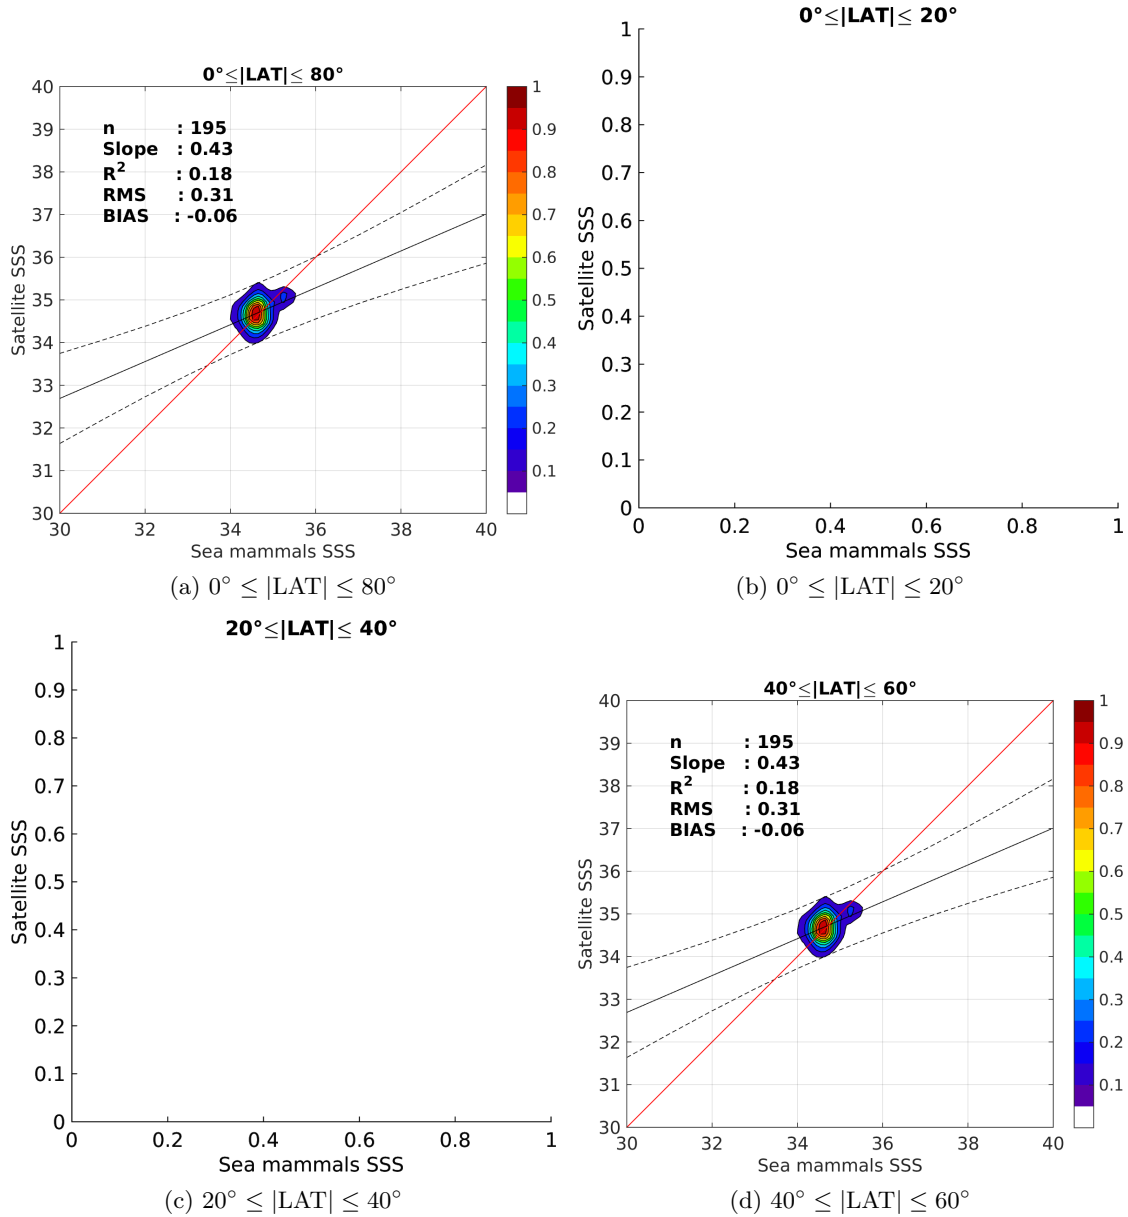 0°≤|LAT|≤ 80°
40
39
38
37
36
35
34
33
32
31
30
30 32 34 36 38 40
Satellite SSS
Sea mammals SSS
n : 195
Slope : 0.43
R² : 0.18
RMS : 0.31
BIAS : -0.06
1
0.9
0.8
0.7
0.6
0.5
0.4
0.3
0.2
0.1
(a) 0° ≤ |LAT| ≤ 80°
0°≤|LAT|≤ 20°
1
0.9
0.8
0.7
0.6
0.5
0.4
0.3
0.2
0.1
0
0 0.2 0.4 0.6 0.8 1
Satellite SSS
Sea mammals SSS
(b) 0° ≤ |LAT| ≤ 20°
20°≤|LAT|≤ 40°
1
0.9
0.8
0.7
0.6
0.5
0.4
0.3
0.2
0.1
0
0 0.2 0.4 0.6 0.8 1
Satellite SSS
Sea mammals SSS
(c) 20° ≤ |LAT| ≤ 40°
40°≤|LAT|≤ 60°
40
39
38
37
36
35
34
33
32
31
30
30 32 34 36 38 40
Satellite SSS
Sea mammals SSS
n : 195
Slope : 0.43
R² : 0.18
RMS : 0.31
BIAS : -0.06
1
0.9
0.8
0.7
0.6
0.5
0.4
0.3
0.2
0.1
(d) 40° ≤ |LAT| ≤ 60°